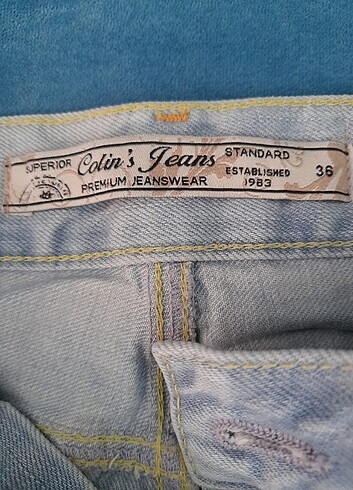 SUPERIOR Colin's Jeans STANDARD
PREMIUM JEANSWEAR ESTABLISHED 36
1983